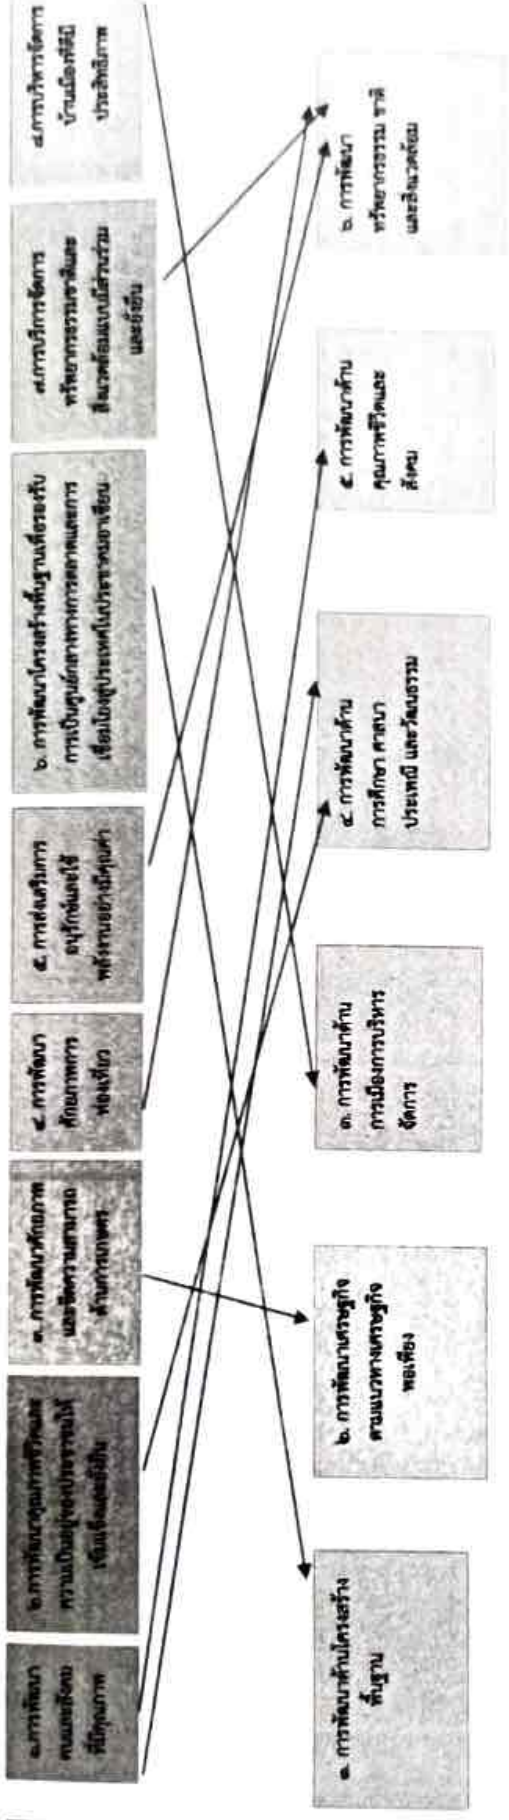 ๑.การพัฒนา
คนและสังคม
ที่มีคุณภาพ
๒.การพัฒนาคุณภาพชีวิตและ
ความเป็นอยู่ของประชาชนให้
เข้มแข็งและยั่งยืน
๓. การพัฒนาศักยภาพ
และขีดความสามารถ
ด้านการเกษตร
๔. การพัฒนา
ศักยภาพการ
ท่องเที่ยว
๕. การส่งเสริมการ
อนุรักษ์และใช้
พลังงานอย่างมีคุณค่า
๖. การพัฒนาโครงสร้างพื้นฐานเพื่อรองรับ
การเป็นศูนย์กลางทางการตลาดและการ
เชื่อมโยงสู่ประเทศในประชาคมอาเซียน
๗.การบริการจัดการ
ทรัพยากรธรรมชาติและ
สิ่งแวดล้อมแบบมีส่วนร่วม
และยั่งยืน
๘.การบริหารจัดการ
บ้านเมืองที่ดีมี
ประสิทธิภาพ
๑. การพัฒนาด้านโครงสร้าง
พื้นฐาน
๒. การพัฒนาเศรษฐกิจ
ตามแนวทางเศรษฐกิจ
พอเพียง
๓. การพัฒนาด้าน
การเมืองการบริหาร
จัดการ
๔. การพัฒนาด้าน
การศึกษา ศาสนา
ประเพณี และวัฒนธรรม
๕. การพัฒนาด้าน
คุณภาพชีวิตและ
สังคม
๖. การพัฒนา
ทรัพยากรธรรม ชาติ
และสิ่งแวดล้อม